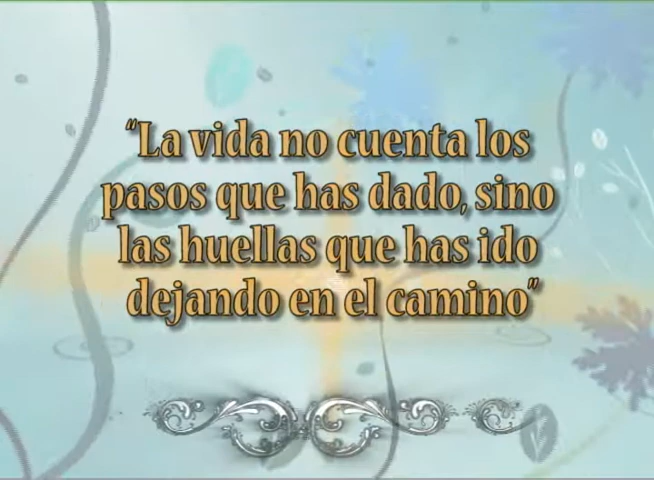 “La vida no cuenta los
pasos que has dado, sino
las huellas que has ido
dejando en el camino”